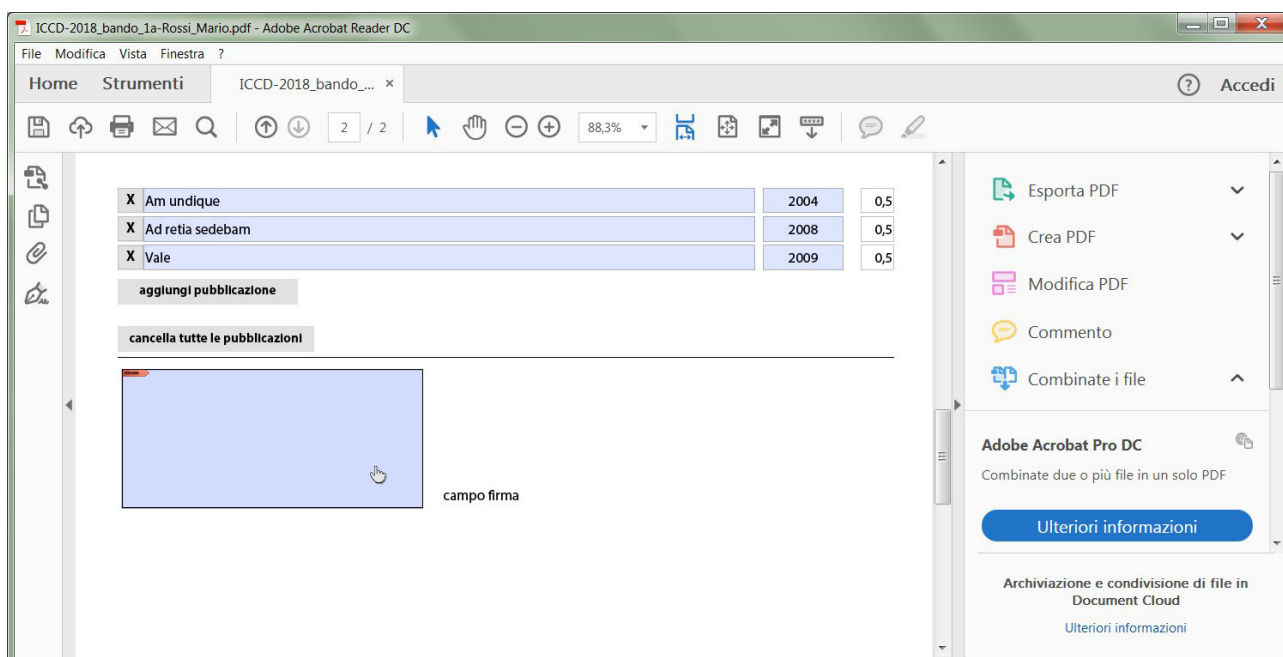 ICCD-2018_bando_1a-Rossi_Mario.pdf - Adobe Acrobat Reader DC
File Modifica Vista Finestra ?
Home Strumenti ICCD-2018_bando_... × ? Accedi
2 / 2 88,3%
X Am undique 2004 0,5
X Ad retia sedebam 2008 0,5
X Vale 2009 0,5
aggiungi pubblicazione
cancella tutte le pubblicazioni
campo firma
Esporta PDF
Crea PDF
Modifica PDF
Commento
Combinate i file
Adobe Acrobat Pro DC
Combinate due o più file in un solo PDF
Ulteriori informazioni
Archiviazione e condivisione di file in
Document Cloud
Ulteriori informazioni